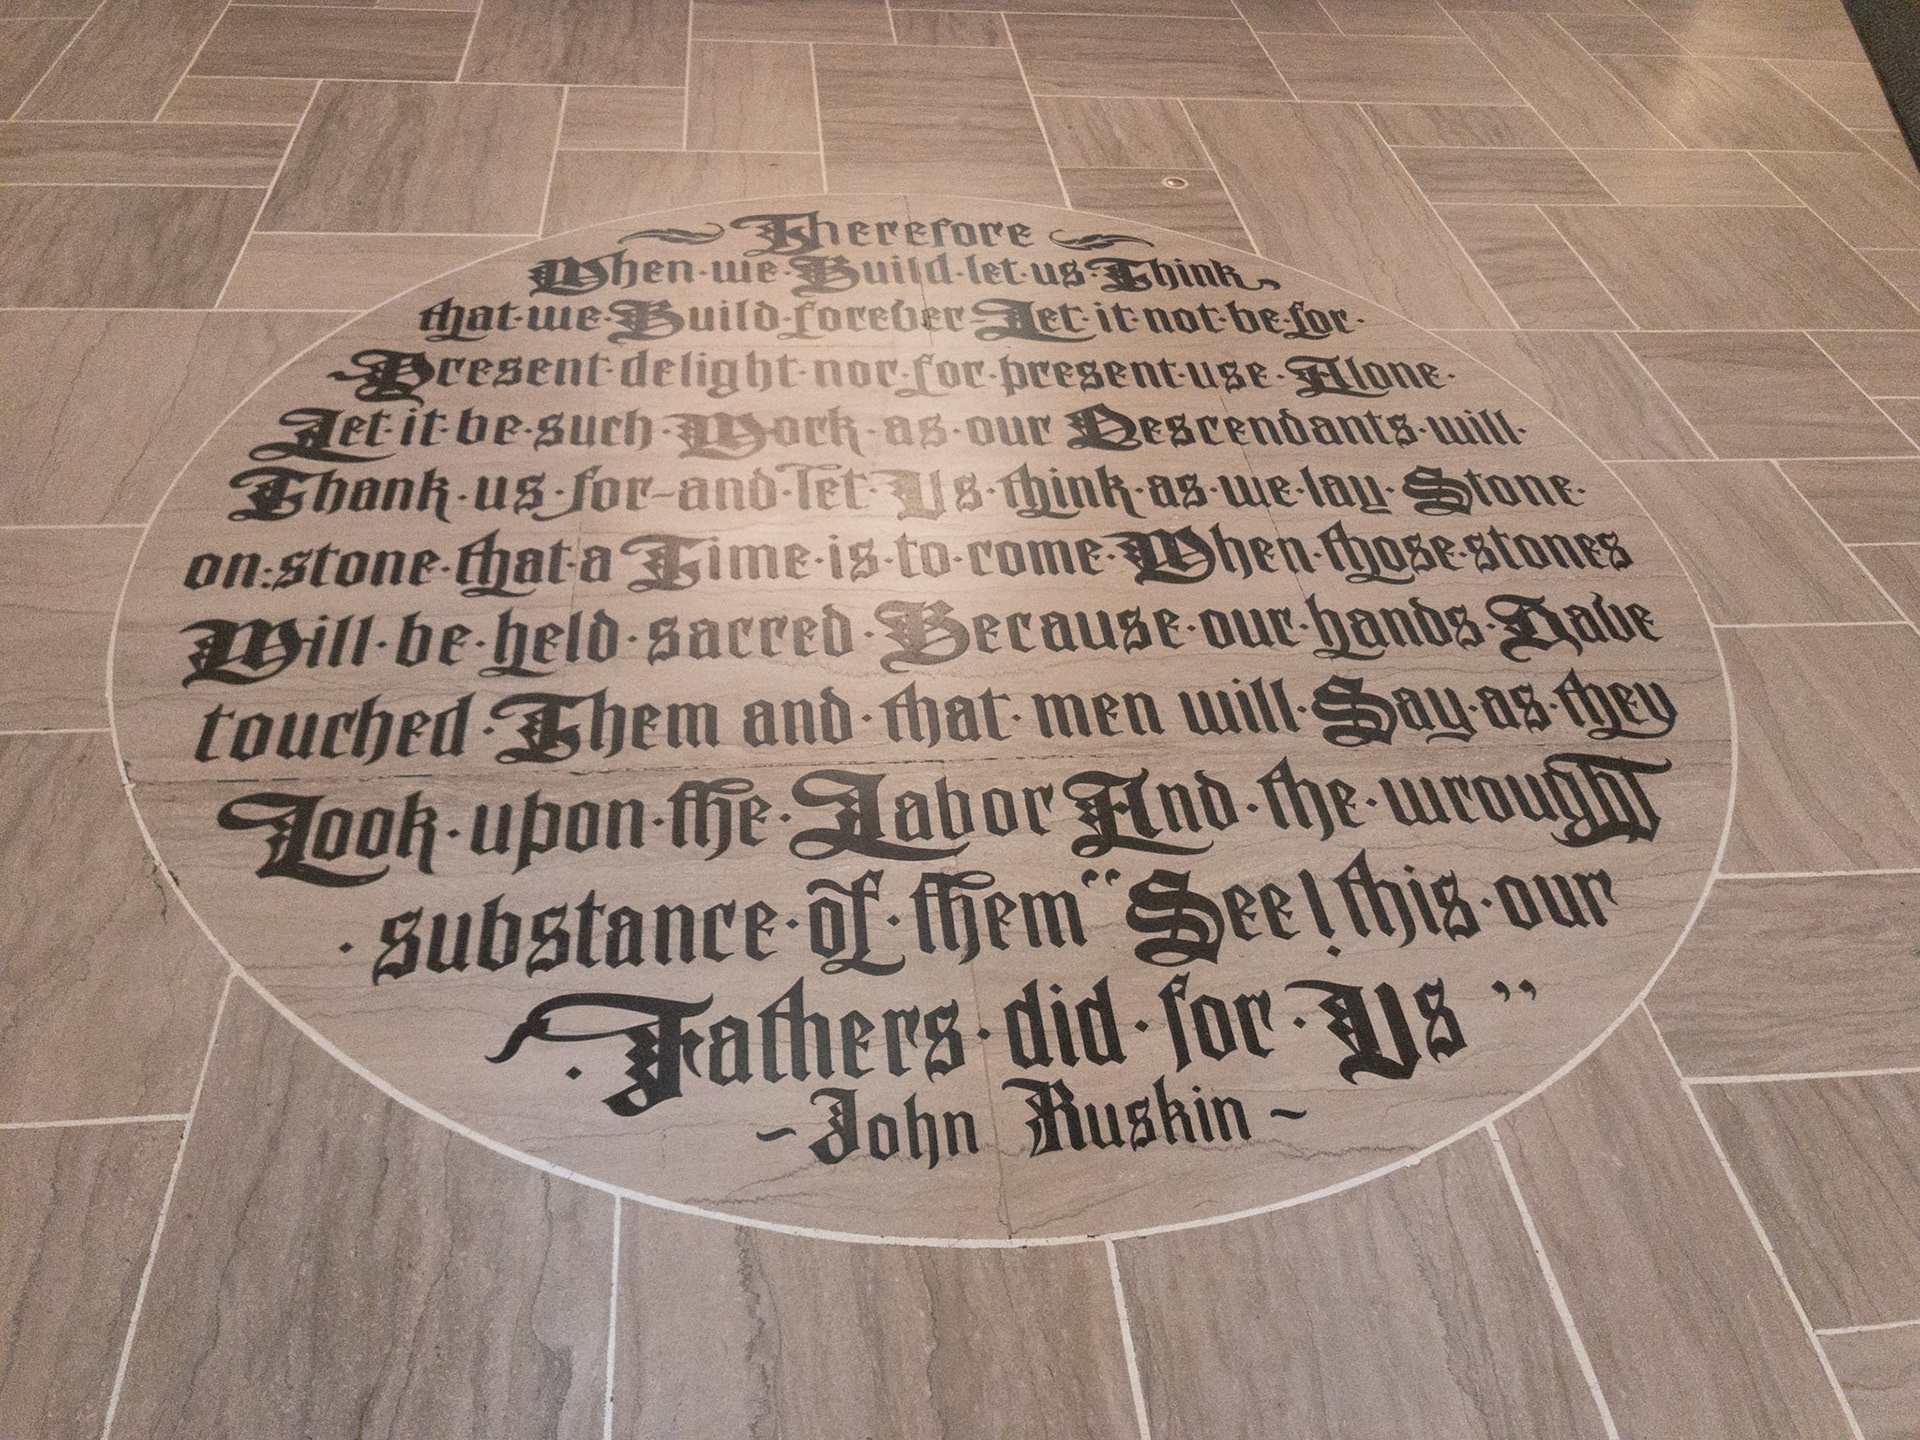 Therefore
When·we·Build·let·us·Think
that·we·Build·forever–Let·it·not·be·for·
Present·delight·nor·for·present·use·Alone·
Let·it·be·such·Work·as·our Descendants·will·
Thank·us·for–and·let·Us·think·as·we·lay·Stone·
on:stone·that·a Time·is·to·come·When·those·stones
Will·be·held·sacred·Because·our·hands·Have
touched·Them and·that·men will·Say·as·they
Look·upon·the·Labor And·the·wrought
·substance·of·them “See! this·our
·Fathers·did·for·Us ”
~John Ruskin~